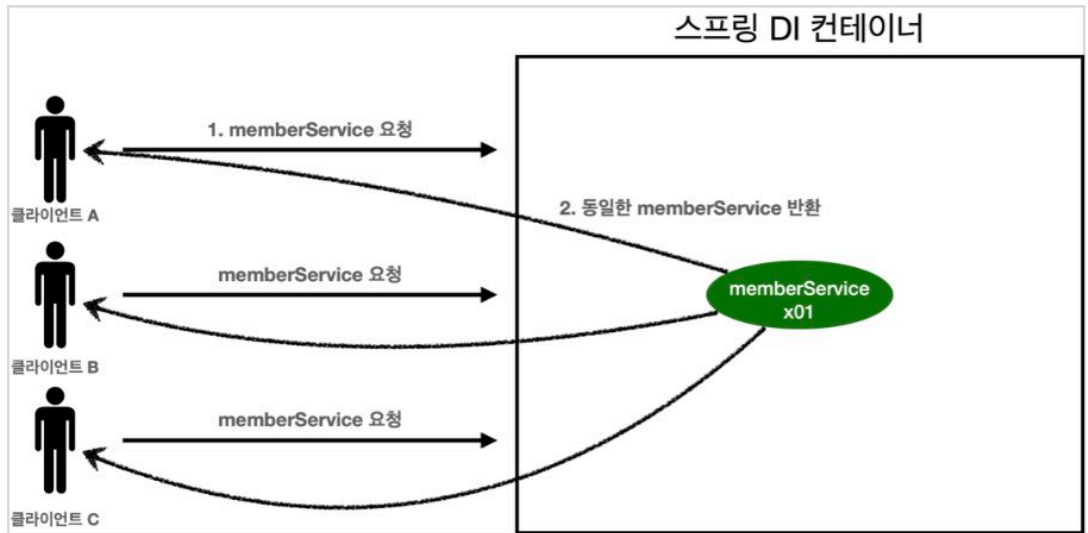 스프링 DI 컨테이너
1. memberService 요청
클라이언트 A
2. 동일한 memberService 반환
memberService 요청
memberService
x01
클라이언트 B
memberService 요청
클라이언트 C